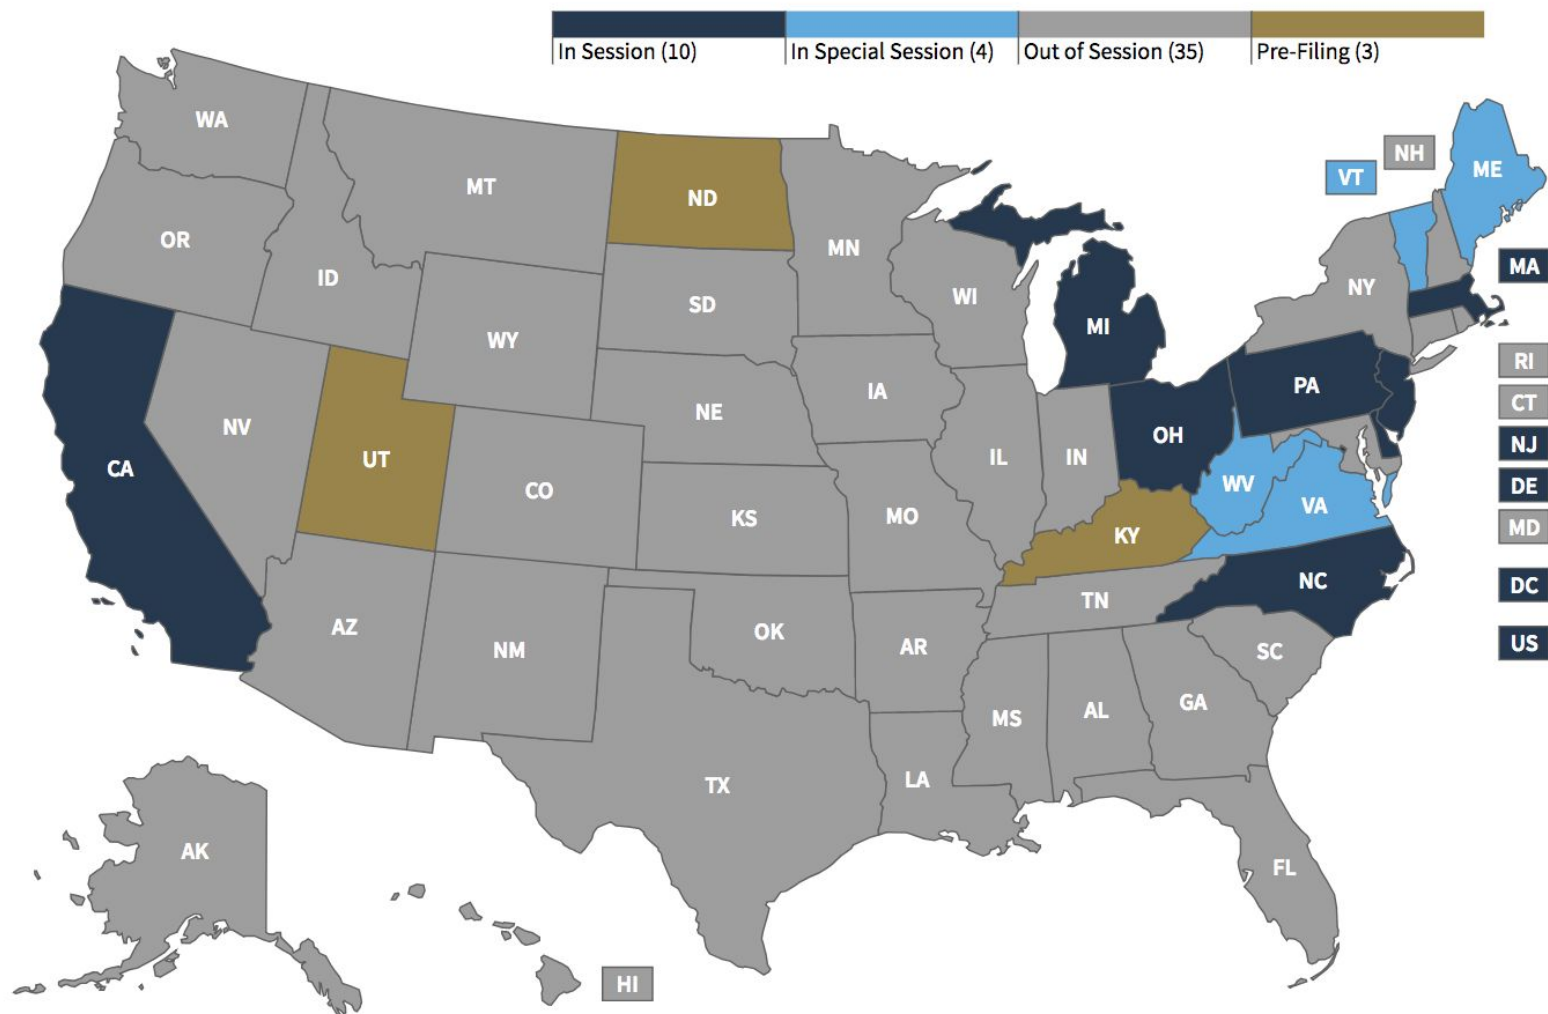 In Session (10) In Special Session (4) Out of Session (35) Pre-Filing (3)
WA
MT
ND
MN
NH
VT
ME
OR
ID
SD
WI
NY
MA
WY
MI
IA
PA
RI
NV
UT
NE
OH
CT
CA
CO
IL
IN
WV
NJ
KS
MO
VA
DE
KY
MD
AZ
NM
OK
AR
TN
NC
DC
SC
US
TX
LA
MS
AL
GA
AK
FL
HI